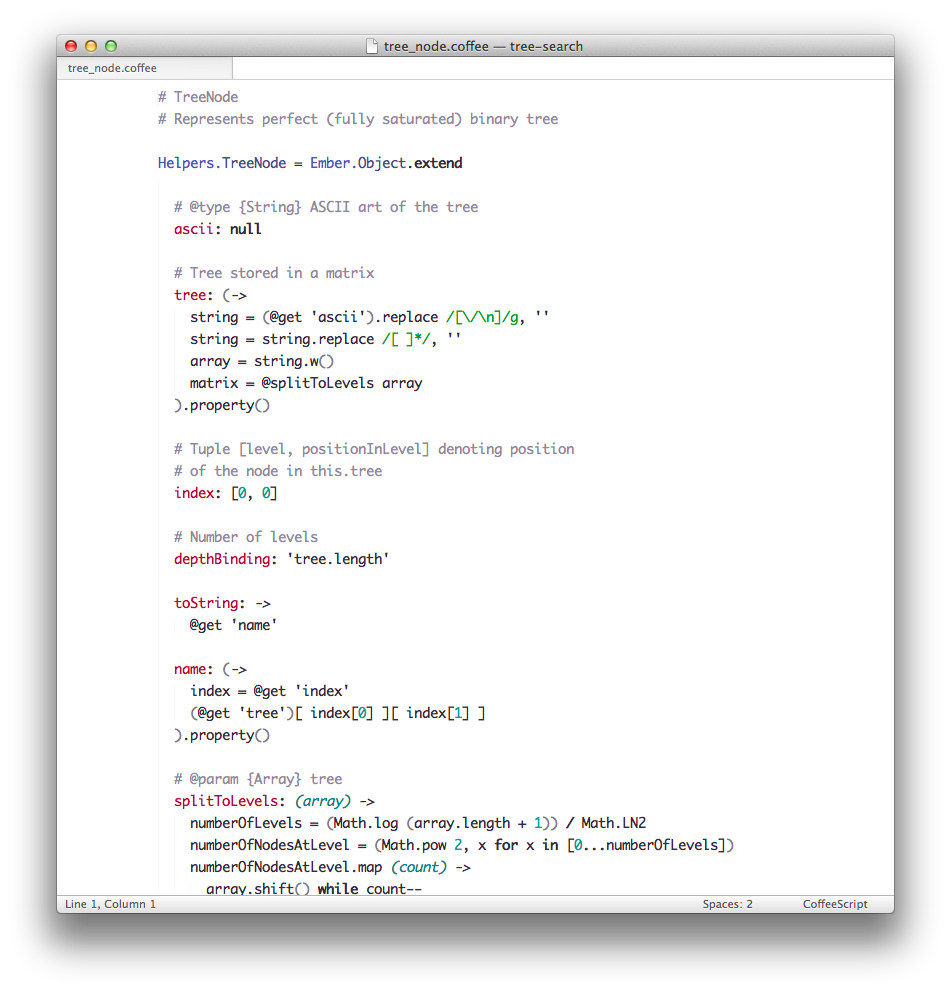 tree_node.coffee — tree-search
tree_node.coffee
# TreeNode
# Represents perfect (fully saturated) binary tree
Helpers.TreeNode = Ember.Object.extend
# @type {String} ASCII art of the tree
ascii: null
# Tree stored in a matrix
tree: (->
string = (@get 'ascii').replace /[\/\n]/g, ''
string = string.replace /[ ]*/, ''
array = string.w()
matrix = @splitToLevels array
).property()
# Tuple [level, positionInLevel] denoting position
# of the node in this.tree
index: [0, 0]
# Number of levels
depthBinding: 'tree.length'
toString: ->
@get 'name'
name: (->
index = @get 'index'
(@get 'tree')[ index[0] ][ index[1] ]
).property()
# @param {Array} tree
splitToLevels: (array) ->
numberOfLevels = (Math.log (array.length + 1)) / Math.LN2
numberOfNodesAtLevel = (Math.pow 2, x for x in [0...numberOfLevels])
numberOfNodesAtLevel.map (count) ->
array.shift() while count--
Line 1, Column 1
Spaces: 2
CoffeeScript